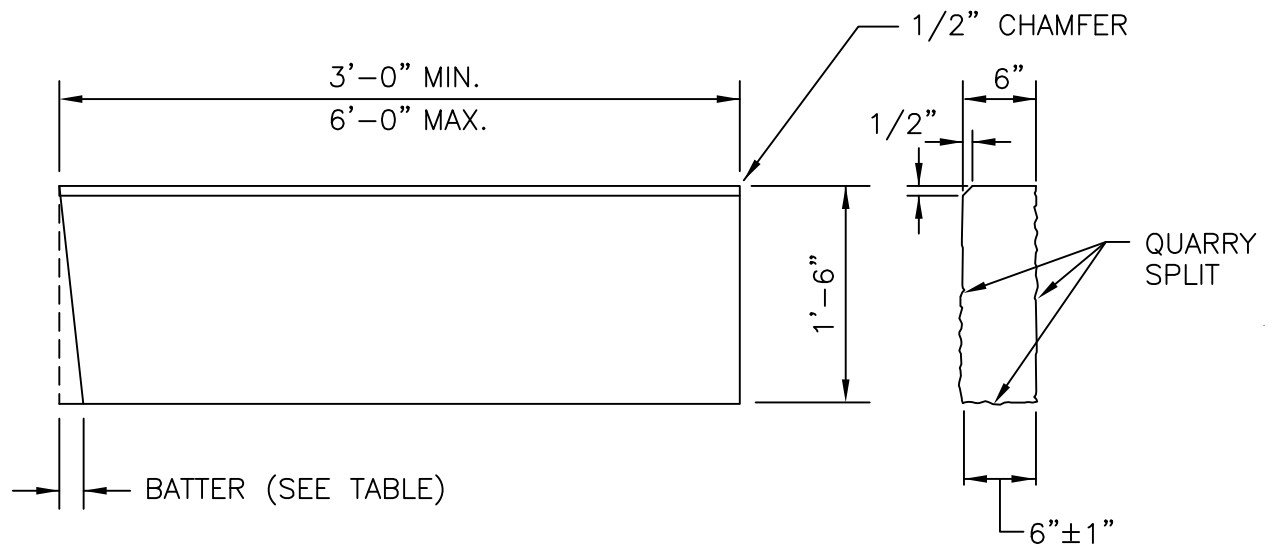 1/2” CHAMFER
3’–0” MIN.
6’–0” MAX.
6”
1/2”
QUARRY
SPLIT
1’–6”
BATTER (SEE TABLE)
6”±1”